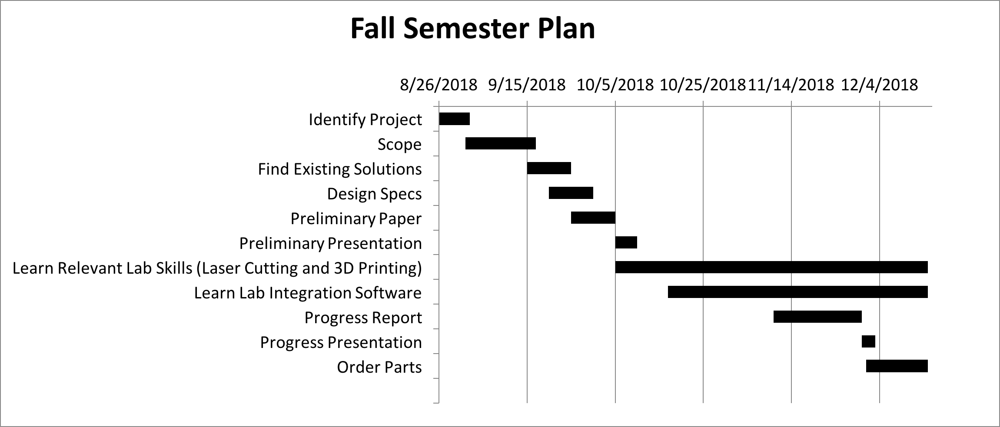 Fall Semester Plan
8/26/2018 9/15/2018 10/5/2018 10/25/2018 11/14/2018 12/4/2018
Identify Project
Scope
Find Existing Solutions
Design Specs
Preliminary Paper
Preliminary Presentation
Learn Relevant Lab Skills (Laser Cutting and 3D Printing)
Learn Lab Integration Software
Progress Report
Progress Presentation
Order Parts